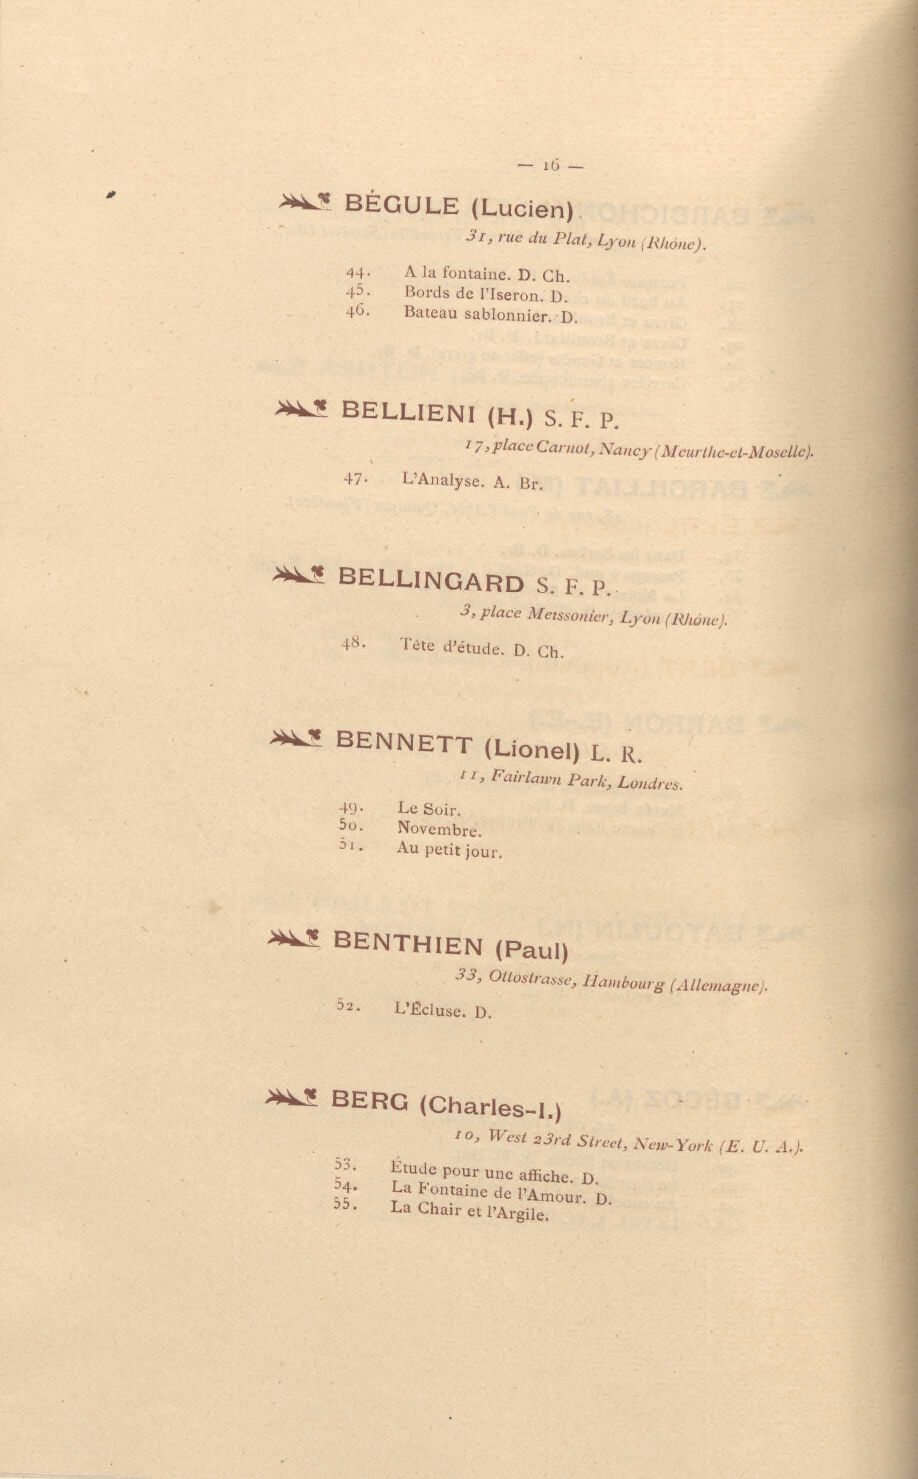 — 16 —
BÉGULE (Lucien)
31, rue du Plat, Lyon (Rhône).
44. A la fontaine. D. Ch.
45. Bords de l'Iseron. D.
46. Bateau sablonnier. D.
BELLIENI (H.) S. F. P.
17, place Carnot, Nancy (Meurthe-et-Moselle).
47. L'Analyse. A. Br.
BELLINGARD S. F. P.
3, place Meissonier, Lyon (Rhône).
48. Tête d'étude. D. Ch.
BENNETT (Lionel) L. R.
11, Fairlawn Park, Londres.
49. Le Soir.
50. Novembre.
51. Au petit jour.
BENTHIEN (Paul)
33, Ottostrasse, Hambourg (Allemagne).
52. L'Écluse. D.
BERG (Charles-I.)
10, West 23rd Street, New-York (E. U. A.).
53. Étude pour une affiche. D.
54. La Fontaine de l'Amour. D.
55. La Chair et l'Argile.